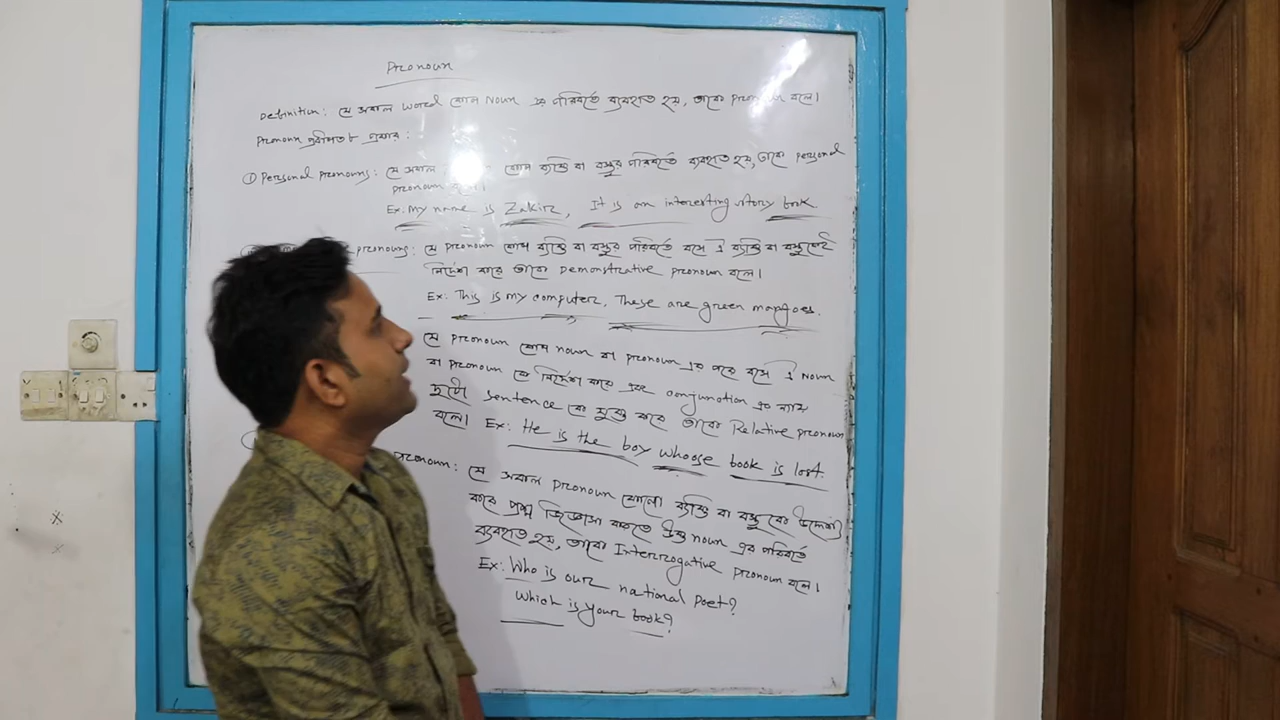 Pronoun
Definition: যে সকল word কোন Noun এর পরিবর্তে ব্যবহৃত হয়, তাকে বলে।
Pronoun প্রকার:
① Personal Pronouns: যে সকল কোন ব্যক্তি বা বস্তুর পরিবর্তে ব্যবহৃত হয়, তাকে Personal
Pronoun
Ex: My name is Zakir, It is an interesting story book
pronouns: যে pronoun কোন ব্যক্তি বা বস্তুর পরিবর্তে বসে ঐ ব্যক্তি বা বস্তুকেই
নির্দেশ করে তাকে Demonstrative pronoun বলে।
Ex: This is my computer, These are green mangoes.
যে pronoun কোন noun বা pronoun এর পরে বসে ঐ Noun
বা pronoun কে নির্দেশ করে এবং conjunction এর ন্যায়
দুটো sentence কে যুক্ত করে তাকে Relative pronoun
বলে। Ex: He is the boy whoose book is lost.
Pronoun: যে সকল pronoun কোনো ব্যক্তি বা বস্তুকে উদ্দেশ্য
করে প্রশ্ন জিজ্ঞাসা করতে উক্ত noun এর পরিবর্তে
ব্যবহৃত হয়, তাকে Interrogative pronoun বলে।
Ex: Who is our national poet?
Which is your book?